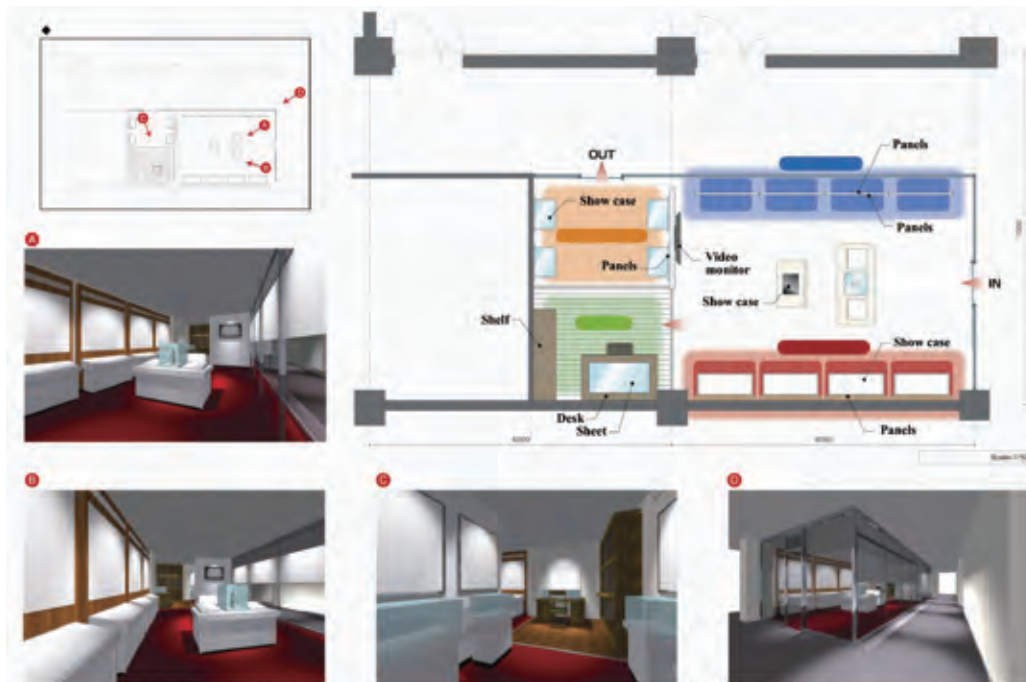 D
C
A
B
OUT
Panels
Show case
Panels
Panels
Video
monitor
IN
Show case
Shelf
Show case
Desk
Sheet
Panels
A
B
C
D